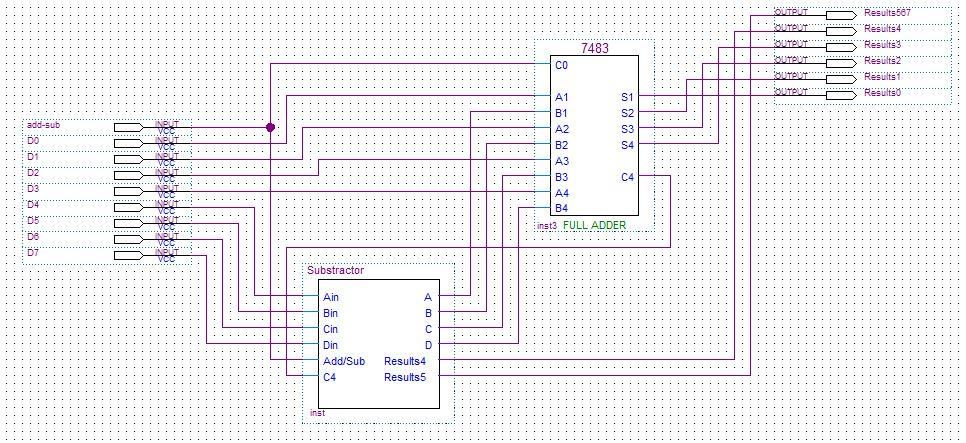 OUTPUT Results567
OUTPUT Results4
OUTPUT Results3
OUTPUT Results2
OUTPUT Results1
OUTPUT Results0
7483
C0
A1 S1
B1 S2
A2 S3
B2 S4
A3
B3 C4
A4
B4
inst3 FULL ADDER
add-sub INPUT VCC
D0 INPUT VCC
D1 INPUT VCC
D2 INPUT VCC
D3 INPUT VCC
D4 INPUT VCC
D5 INPUT VCC
D6 INPUT VCC
D7 INPUT VCC
Substractor
Ain A
Bin B
Cin C
Din D
Add/Sub Results4
C4 Results5
inst